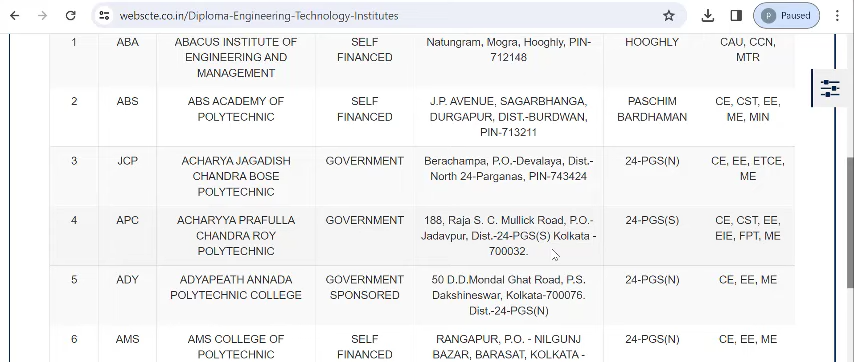 webscte.co.in/Diploma-Engineering-Technology-Institutes
P Paused
1 ABA ABACUS INSTITUTE OF SELF Natungram, Mogra, Hooghly, PIN- HOOGHLY CAU, CCN,
ENGINEERING AND FINANCED 712148 MTR
MANAGEMENT
2 ABS ABS ACADEMY OF SELF J.P. AVENUE, SAGARBHANGA, PASCHIM CE, CST, EE,
POLYTECHNIC FINANCED DURGAPUR, DIST.-BURDWAN, BARDHAMAN ME, MIN
PIN-713211
3 JCP ACHARYA JAGADISH GOVERNMENT Berachampa, P.O.-Devalaya, Dist.- 24-PGS(N) CE, EE, ETCE,
CHANDRA BOSE North 24-Parganas, PIN-743424 ME
POLYTECHNIC
4 APC ACHARYYA PRAFULLA GOVERNMENT 188, Raja S. C. Mullick Road, P.O.- 24-PGS(S) CE, CST, EE,
CHANDRA ROY Jadavpur, Dist.-24-PGS(S) Kolkata - EIE, FPT, ME
POLYTECHNIC 700032.
5 ADY ADYAPEATH ANNADA GOVERNMENT 50 D.D.Mondal Ghat Road, P.S. 24-PGS(N) CE, EE, ME
POLYTECHNIC COLLEGE SPONSORED Dakshineswar, Kolkata-700076.
Dist.-24-PGS(N)
6 AMS AMS COLLEGE OF SELF RANGAPUR, P.O. - NILGUNJ 24-PGS(N) CE, EE, ME
POLYTECHNIC FINANCED BAZAR, BARASAT, KOLKATA -